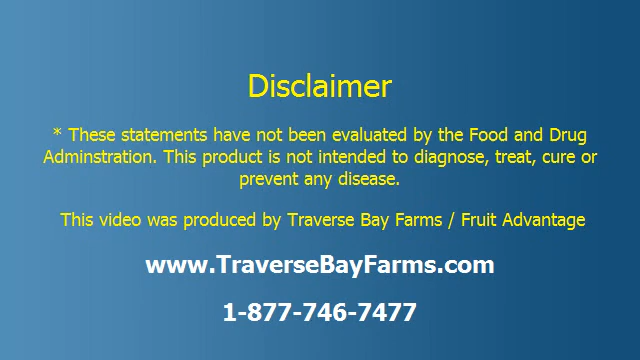 Disclaimer
* These statements have not been evaluated by the Food and Drug
Adminstration. This product is not intended to diagnose, treat, cure or
prevent any disease.
This video was produced by Traverse Bay Farms / Fruit Advantage
www.TraverseBayFarms.com
1-877-746-7477